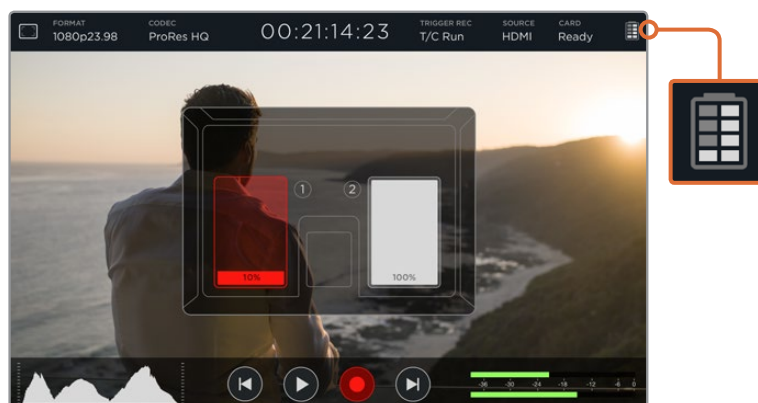 FORMAT CODEC TRIGGER REC SOURCE CARD
1080p23.98 ProRes HQ 00:21:14:23 T/C Run HDMI Ready
1 2
10% 100%
-36 -30 -24 -18 -12 -6 0